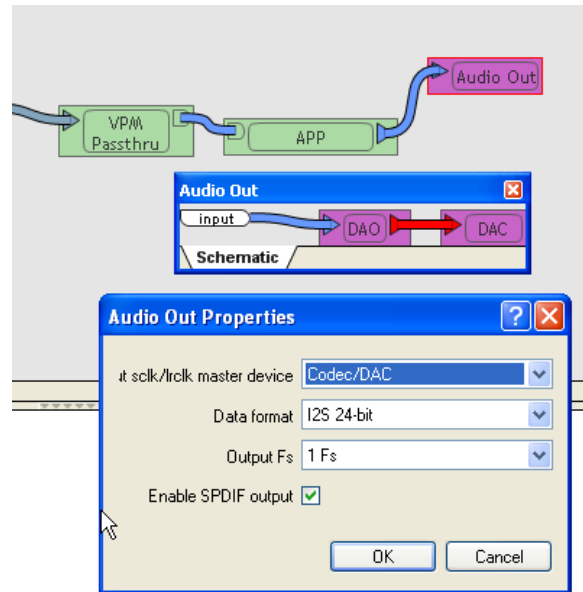 Audio Out
VPM
Passthru
APP
Audio Out
input
DAO
DAC
Schematic
Audio Out Properties
?
sclk/lrclk master device
Codec/DAC
Data format
I2S 24-bit
Output Fs
1 Fs
Enable SPDIF output
OK
Cancel